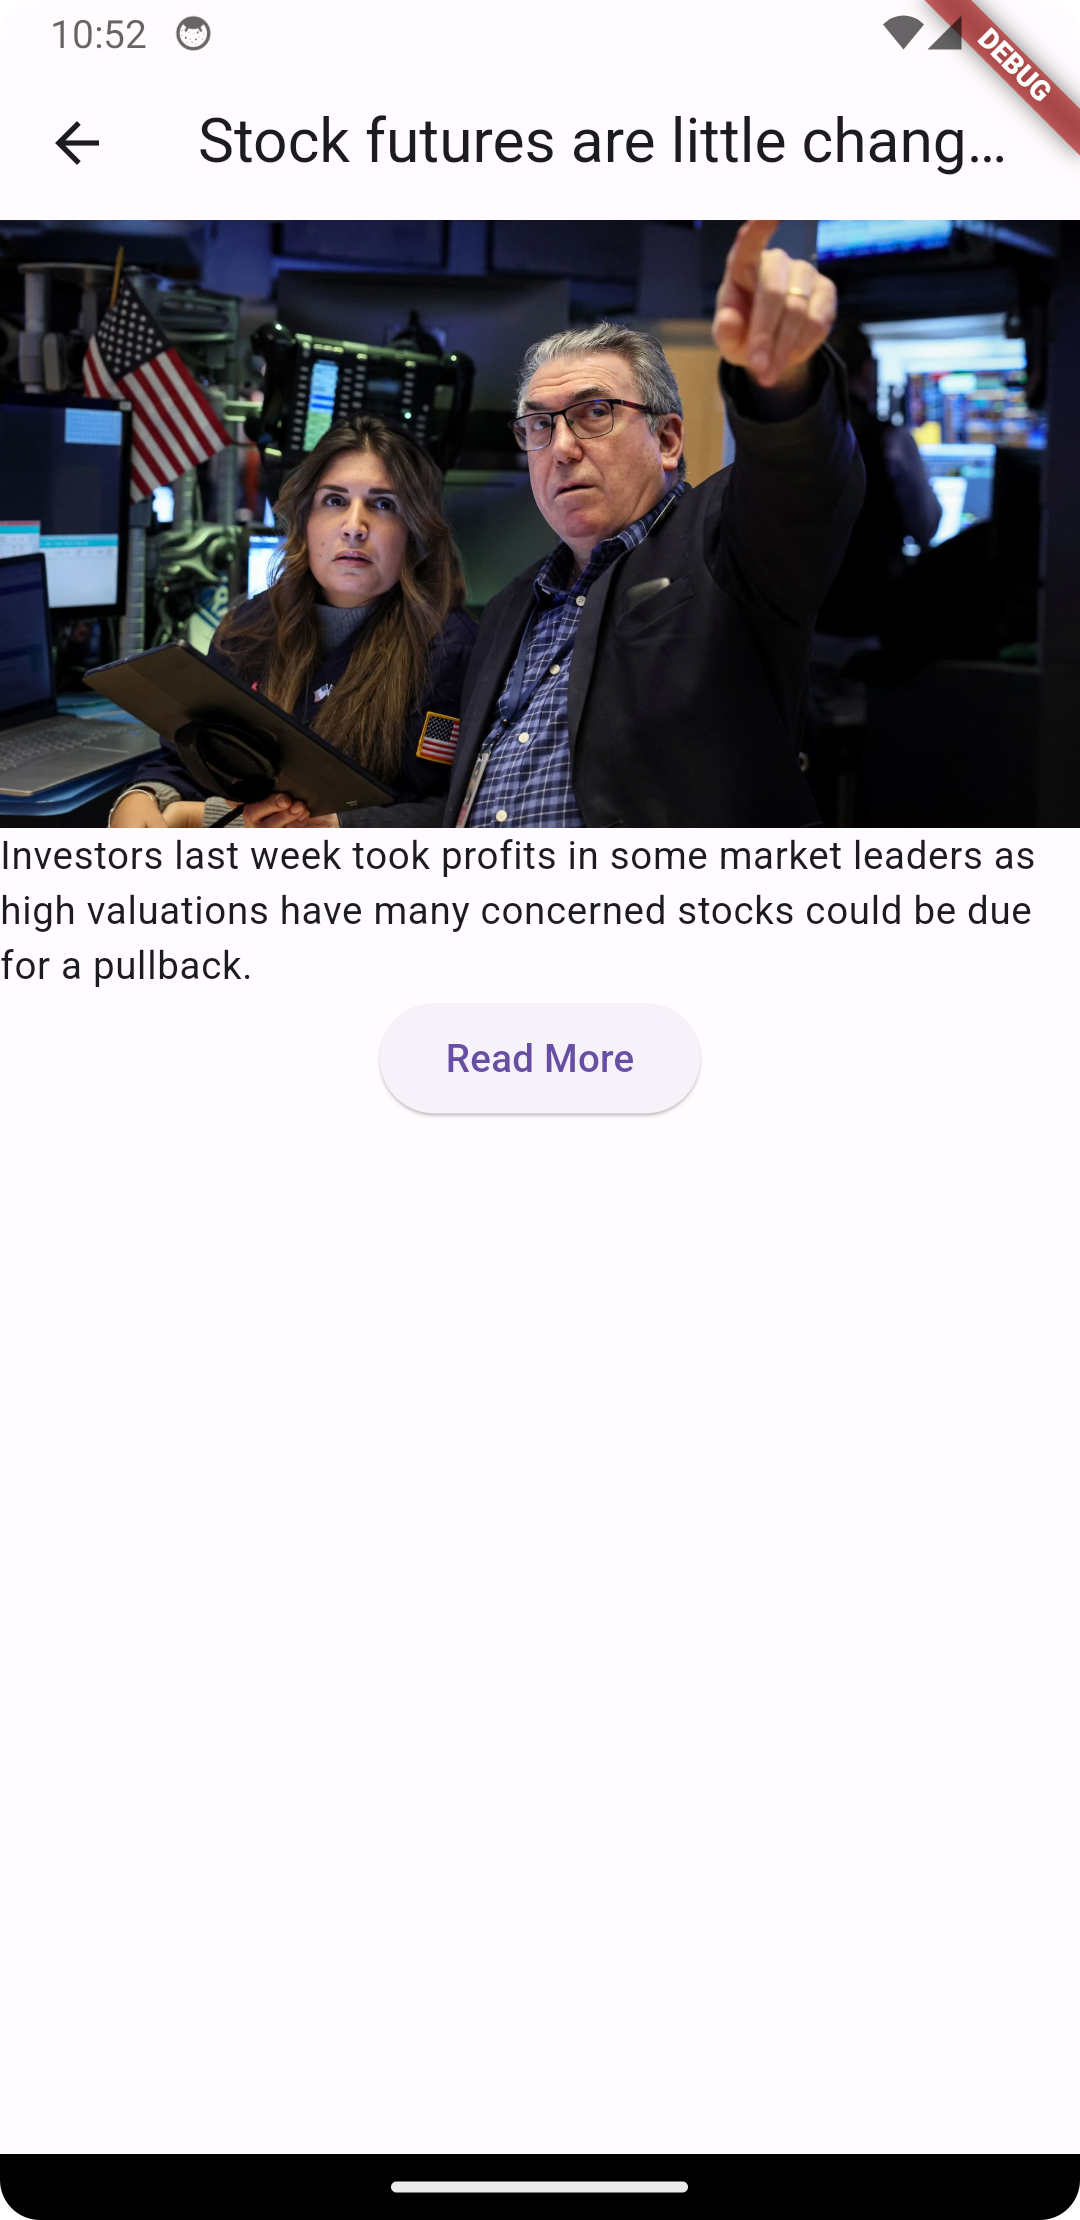 10:52
DEBUG
Stock futures are little chang...
Investors last week took profits in some market leaders as
high valuations have many concerned stocks could be due
for a pullback.
Read More